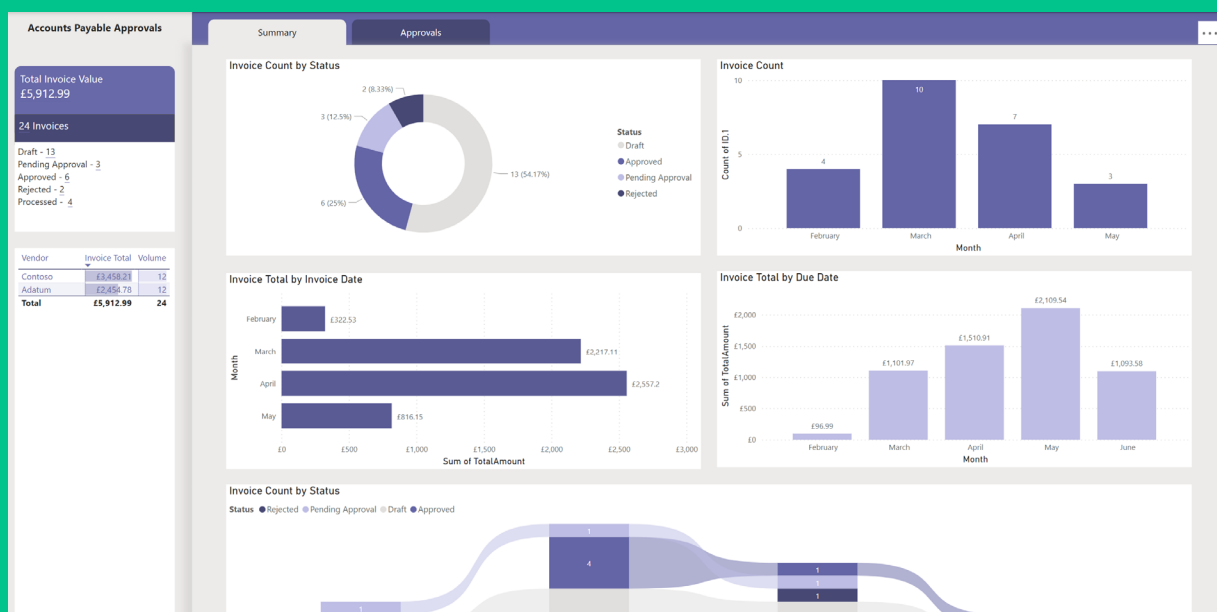 Accounts Payable Approvals
Summary
Approvals
Total Invoice Value
£5,912.99
24 Invoices
Draft - 13
Pending Approval - 3
Approved - 6
Rejected - 2
Processed - 4
Vendor Invoice Total Volume
Contoso £3,458.21 12
Adatum £2,454.78 12
Total £5,912.99 24
Invoice Count by Status
2 (8.33%)
3 (12.5%)
13 (54.17%)
6 (25%)
Status
Draft
Approved
Pending Approval
Rejected
Invoice Count
Count of ID.1
10
5
0
4
10
7
3
February March April May
Month
Invoice Total by Invoice Date
Month
February £322.53
March £2,217.11
April £2,557.2
May £816.15
£0 £500 £1,000 £1,500 £2,000 £2,500 £3,000
Sum of TotalAmount
Invoice Total by Due Date
Sum of TotalAmount
£2,000
£1,500
£1,000
£500
£0
£96.99
£1,101.97
£1,510.91
£2,109.54
£1,093.58
February March April May June
Month
Invoice Count by Status
Status Rejected Pending Approval Draft Approved
1
4
1
1
1
1